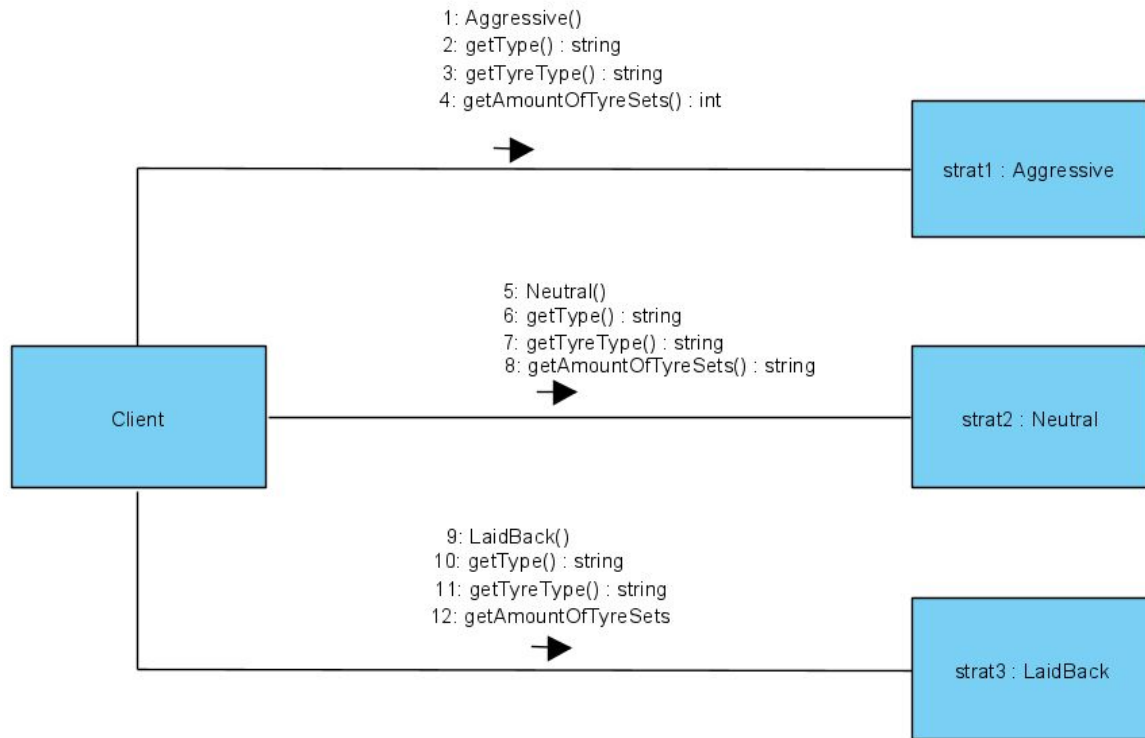 1: Aggressive()
2: getType() : string
3: getTyreType() : string
4: getAmountOfTyreSets() : int
strat1 : Aggressive
5: Neutral()
6: getType() : string
7: getTyreType() : string
8: getAmountOfTyreSets() : string
Client
strat2 : Neutral
9: LaidBack()
10: getType() : string
11: getTyreType() : string
12: getAmountOfTyreSets
strat3 : LaidBack